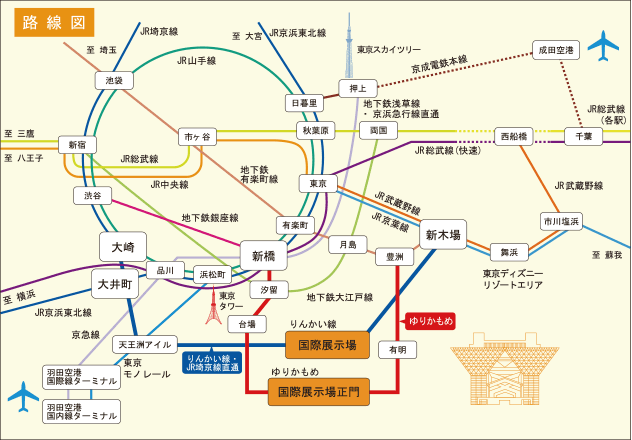 路線図
至 埼玉
JR埼京線
至 大宮
JR京浜東北線
JR山手線
東京スカイツリー
京成電鉄本線
成田空港
池袋
日暮里
押上
地下鉄浅草線
・京浜急行線直通
JR総武線
(各駅)
至 三鷹
新宿
市ヶ谷
秋葉原
両国
西船橋
千葉
至 八王子
JR総武線
JR中央線
地下鉄
有楽町線
JR総武線(快速)
東京
JR武蔵野線
JR京葉線
JR武蔵野線
渋谷
地下鉄銀座線
有楽町
月島
新木場
市川塩浜
大崎
新橋
豊洲
舞浜
至 蘇我
東京ディズニー
リゾートエリア
大井町
品川
浜松町
汐留
地下鉄大江戸線
至 横浜
JR京浜東北線
東京
タワー
台場
りんかい線
ゆりかもめ
京急線
天王洲アイル
国際展示場
有明
りんかい線・
JR埼京線直通
東京
モノレール
ゆりかもめ
羽田空港
国際線ターミナル
国際展示場正門
羽田空港
国内線ターミナル